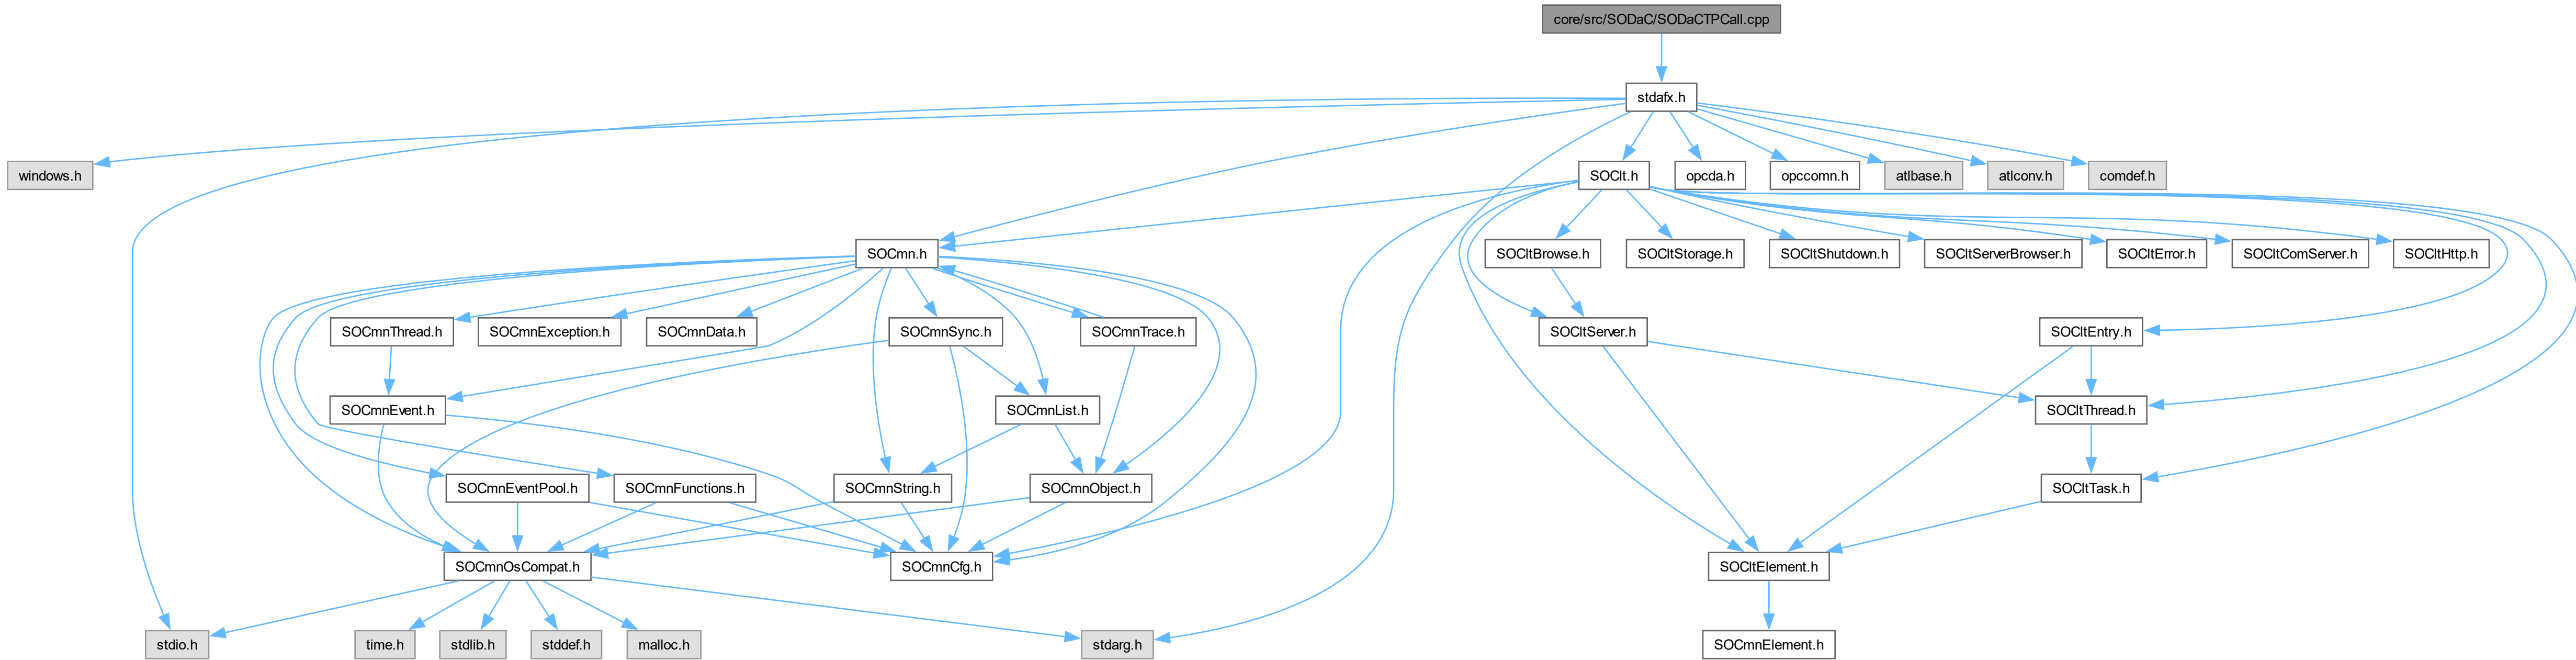 core/src/SODaC/SODaCTPCall.cpp
stdafx.h
windows.h
SOClt.h
opcda.h
opccomn.h
atlbase.h
atlconv.h
comdef.h
SOCmn.h
SOCltBrowse.h
SOCltStorage.h
SOCltShutdown.h
SOCltServerBrowser.h
SOCltError.h
SOCltComServer.h
SOCltHttp.h
SOCmnThread.h
SOCmnException.h
SOCmnData.h
SOCmnSync.h
SOCmnTrace.h
SOCltServer.h
SOCltEntry.h
SOCmnEvent.h
SOCmnList.h
SOCltThread.h
SOCmnEventPool.h
SOCmnFunctions.h
SOCmnString.h
SOCmnObject.h
SOCltTask.h
SOCmnOsCompat.h
SOCmnCfg.h
SOCltElement.h
stdio.h
time.h
stdlib.h
stddef.h
malloc.h
stdarg.h
SOCmnElement.h